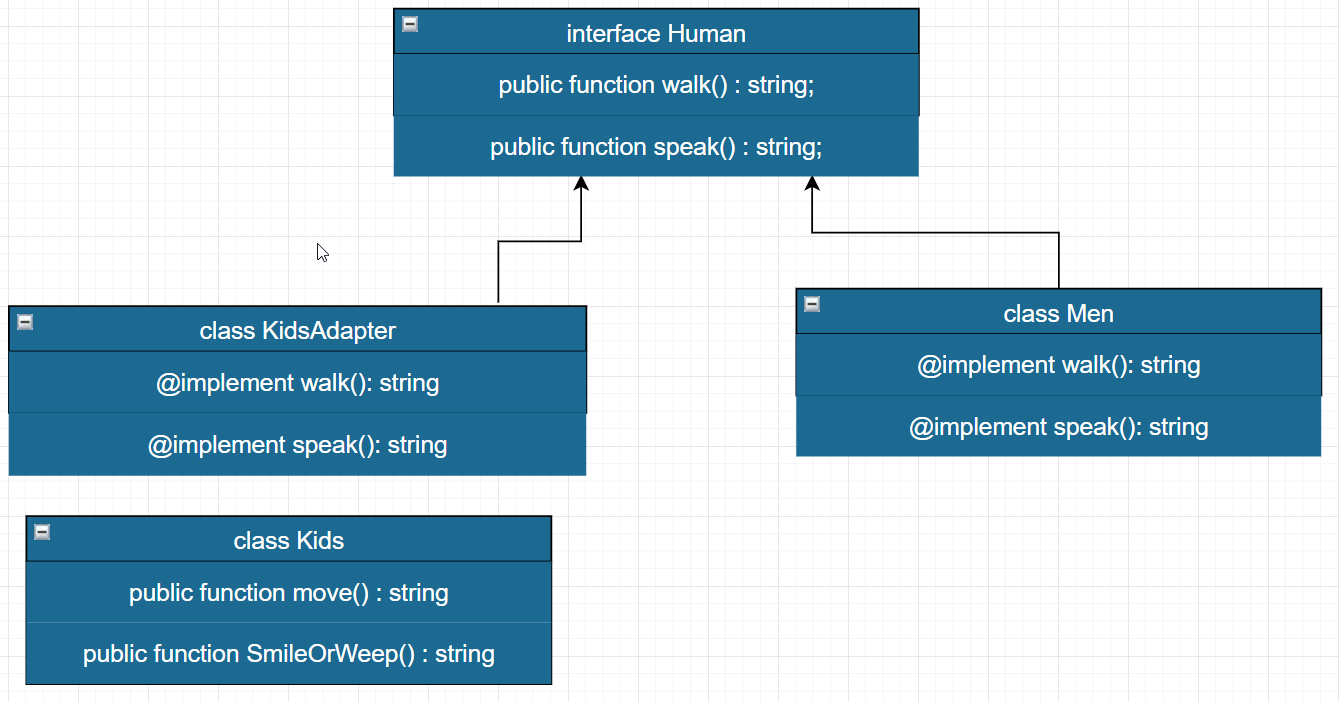 interface Human
public function walk() : string;
public function speak() : string;
class KidsAdapter
@implement walk(): string
@implement speak(): string
class Men
@implement walk(): string
@implement speak(): string
class Kids
public function move() : string
public function SmileOrWeep() : string